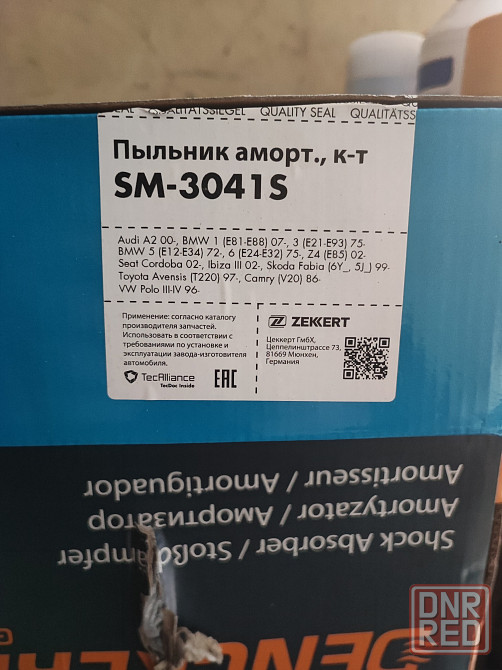 QUALITÄTSSIEGEL QUALITY SEAL QUALITÄTSS
Пыльник аморт., к-т
SM-3041S
Audi A2 00-, BMW 1 (E81-E88) 07-, 3 (E21-E93) 75-
BMW 5 (E12-E34) 72-, 6 (E24-E32) 75-, Z4 (E85) 02-
Seat Cordoba 02-, Ibiza III 02-, Skoda Fabia (6Y_, 5J_) 99-
Toyota Avensis (T220) 97-, Camry (V20) 86-
VW Polo III-IV 96-
Применение: согласно каталогу
производителя запчастей.
Использовать в соответствии с
требованиями по установке и
эксплуатации завода-изготовителя
автомобиля.
TecAlliance
TecDoc Inside
EAC
ZEKKERT
Цеккерт ГмбХ,
Цеппелинштрассе 73,
81669 Мюнхен,
Германия
Shock Absorber / Stoßdämpfer
Amortyzator / Амортизатор
Amortisseur / Amortiguador
DNR
RED